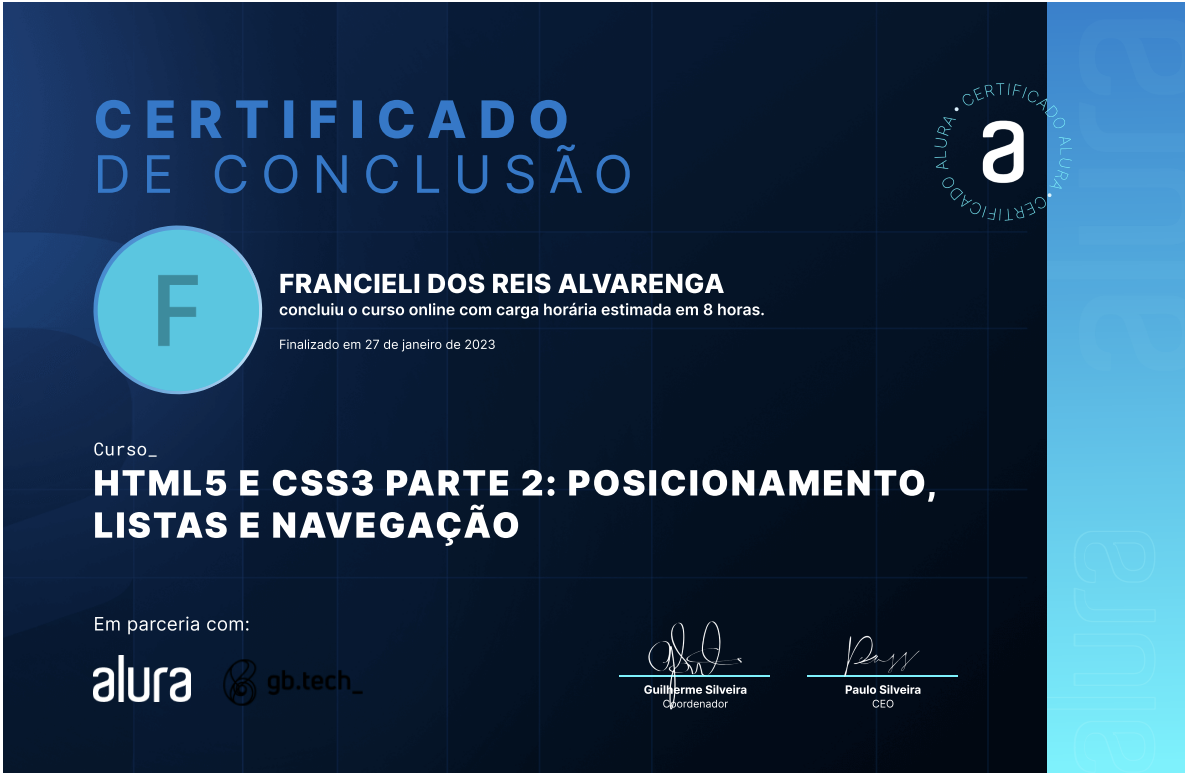 CERTIFICADO
DE CONCLUSÃO
CERTIFICADO ALURA • CERTIFICADO ALURA •
a
F
FRANCIELI DOS REIS ALVARENGA
concluiu o curso online com carga horária estimada em 8 horas.
Finalizado em 27 de janeiro de 2023
Curso_
HTML5 E CSS3 PARTE 2: POSICIONAMENTO,
LISTAS E NAVEGAÇÃO
Em parceria com:
alura
gb.tech_
Guilherme Silveira
Coordenador
Paulo Silveira
CEO
alura
alura